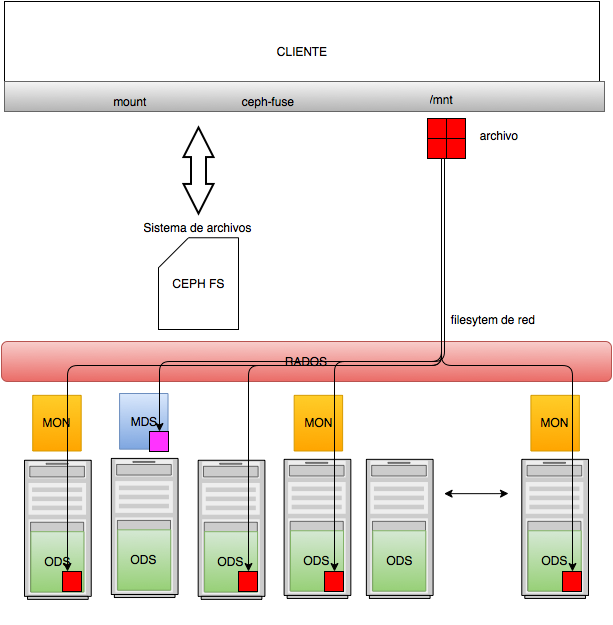 CLIENTE
mount ceph-fuse /mnt
archivo
Sistema de archivos
CEPH FS
filesytem de red
RADOS
MON MDS MON MON
ODS ODS ODS ODS ODS ODS